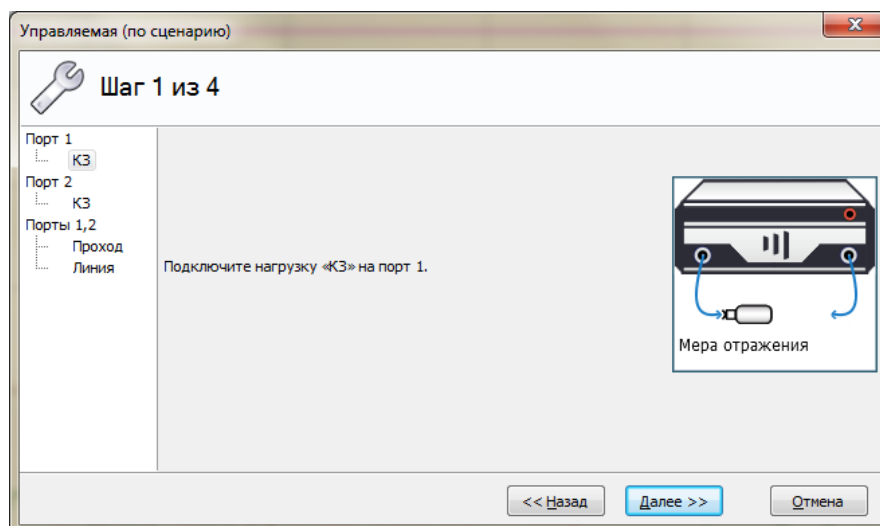 Управляемая (по сценарию)
Шаг 1 из 4
Порт 1
КЗ
Порт 2
КЗ
Порты 1,2
Проход
Линия
Подключите нагрузку «КЗ» на порт 1.
Мера отражения
<< Назад
Далее >>
Отмена